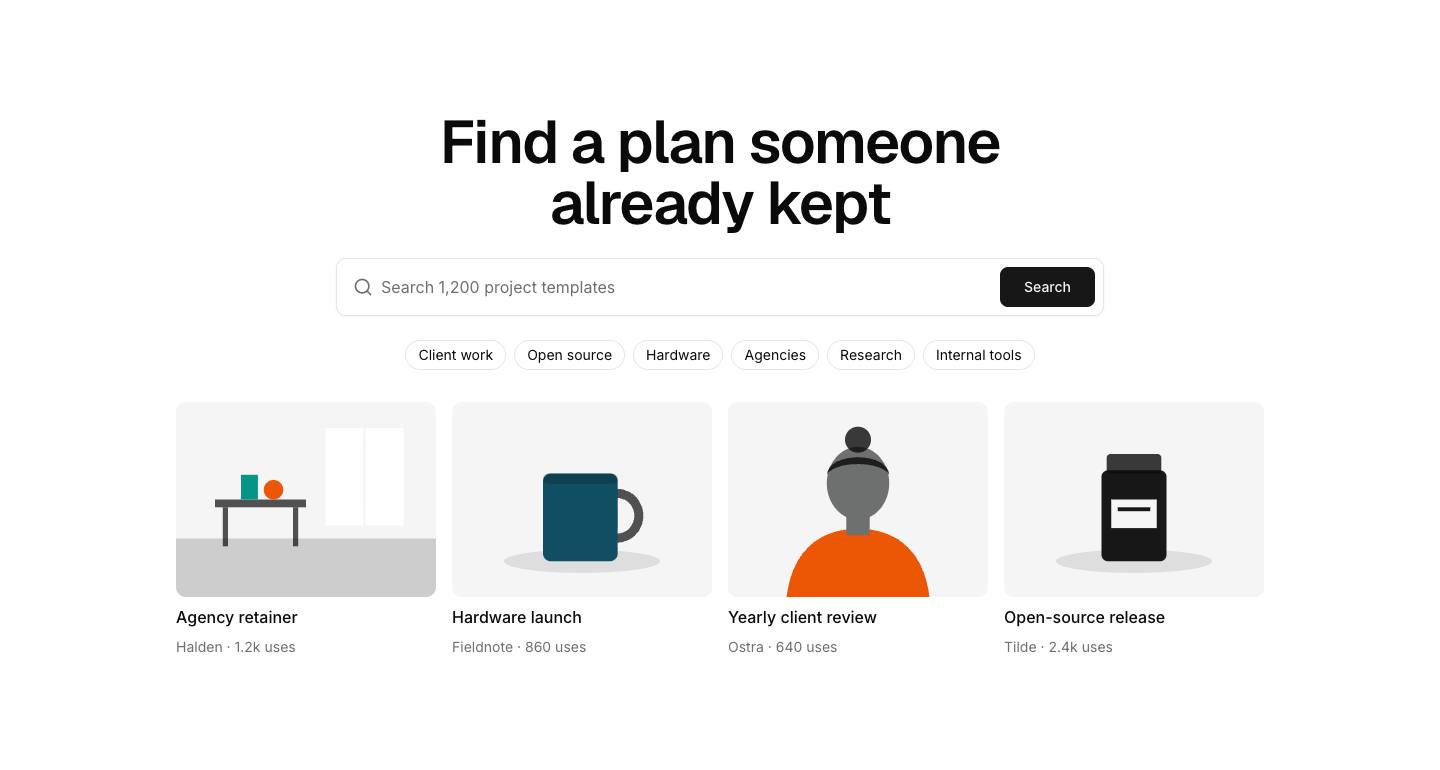 Find a plan someone
already kept
Search 1,200 project templates
Search
Client work
Open source
Hardware
Agencies
Research
Internal tools
Agency retainer
Halden · 1.2k uses
Hardware launch
Fieldnote · 860 uses
Yearly client review
Ostra · 640 uses
Open-source release
Tilde · 2.4k uses